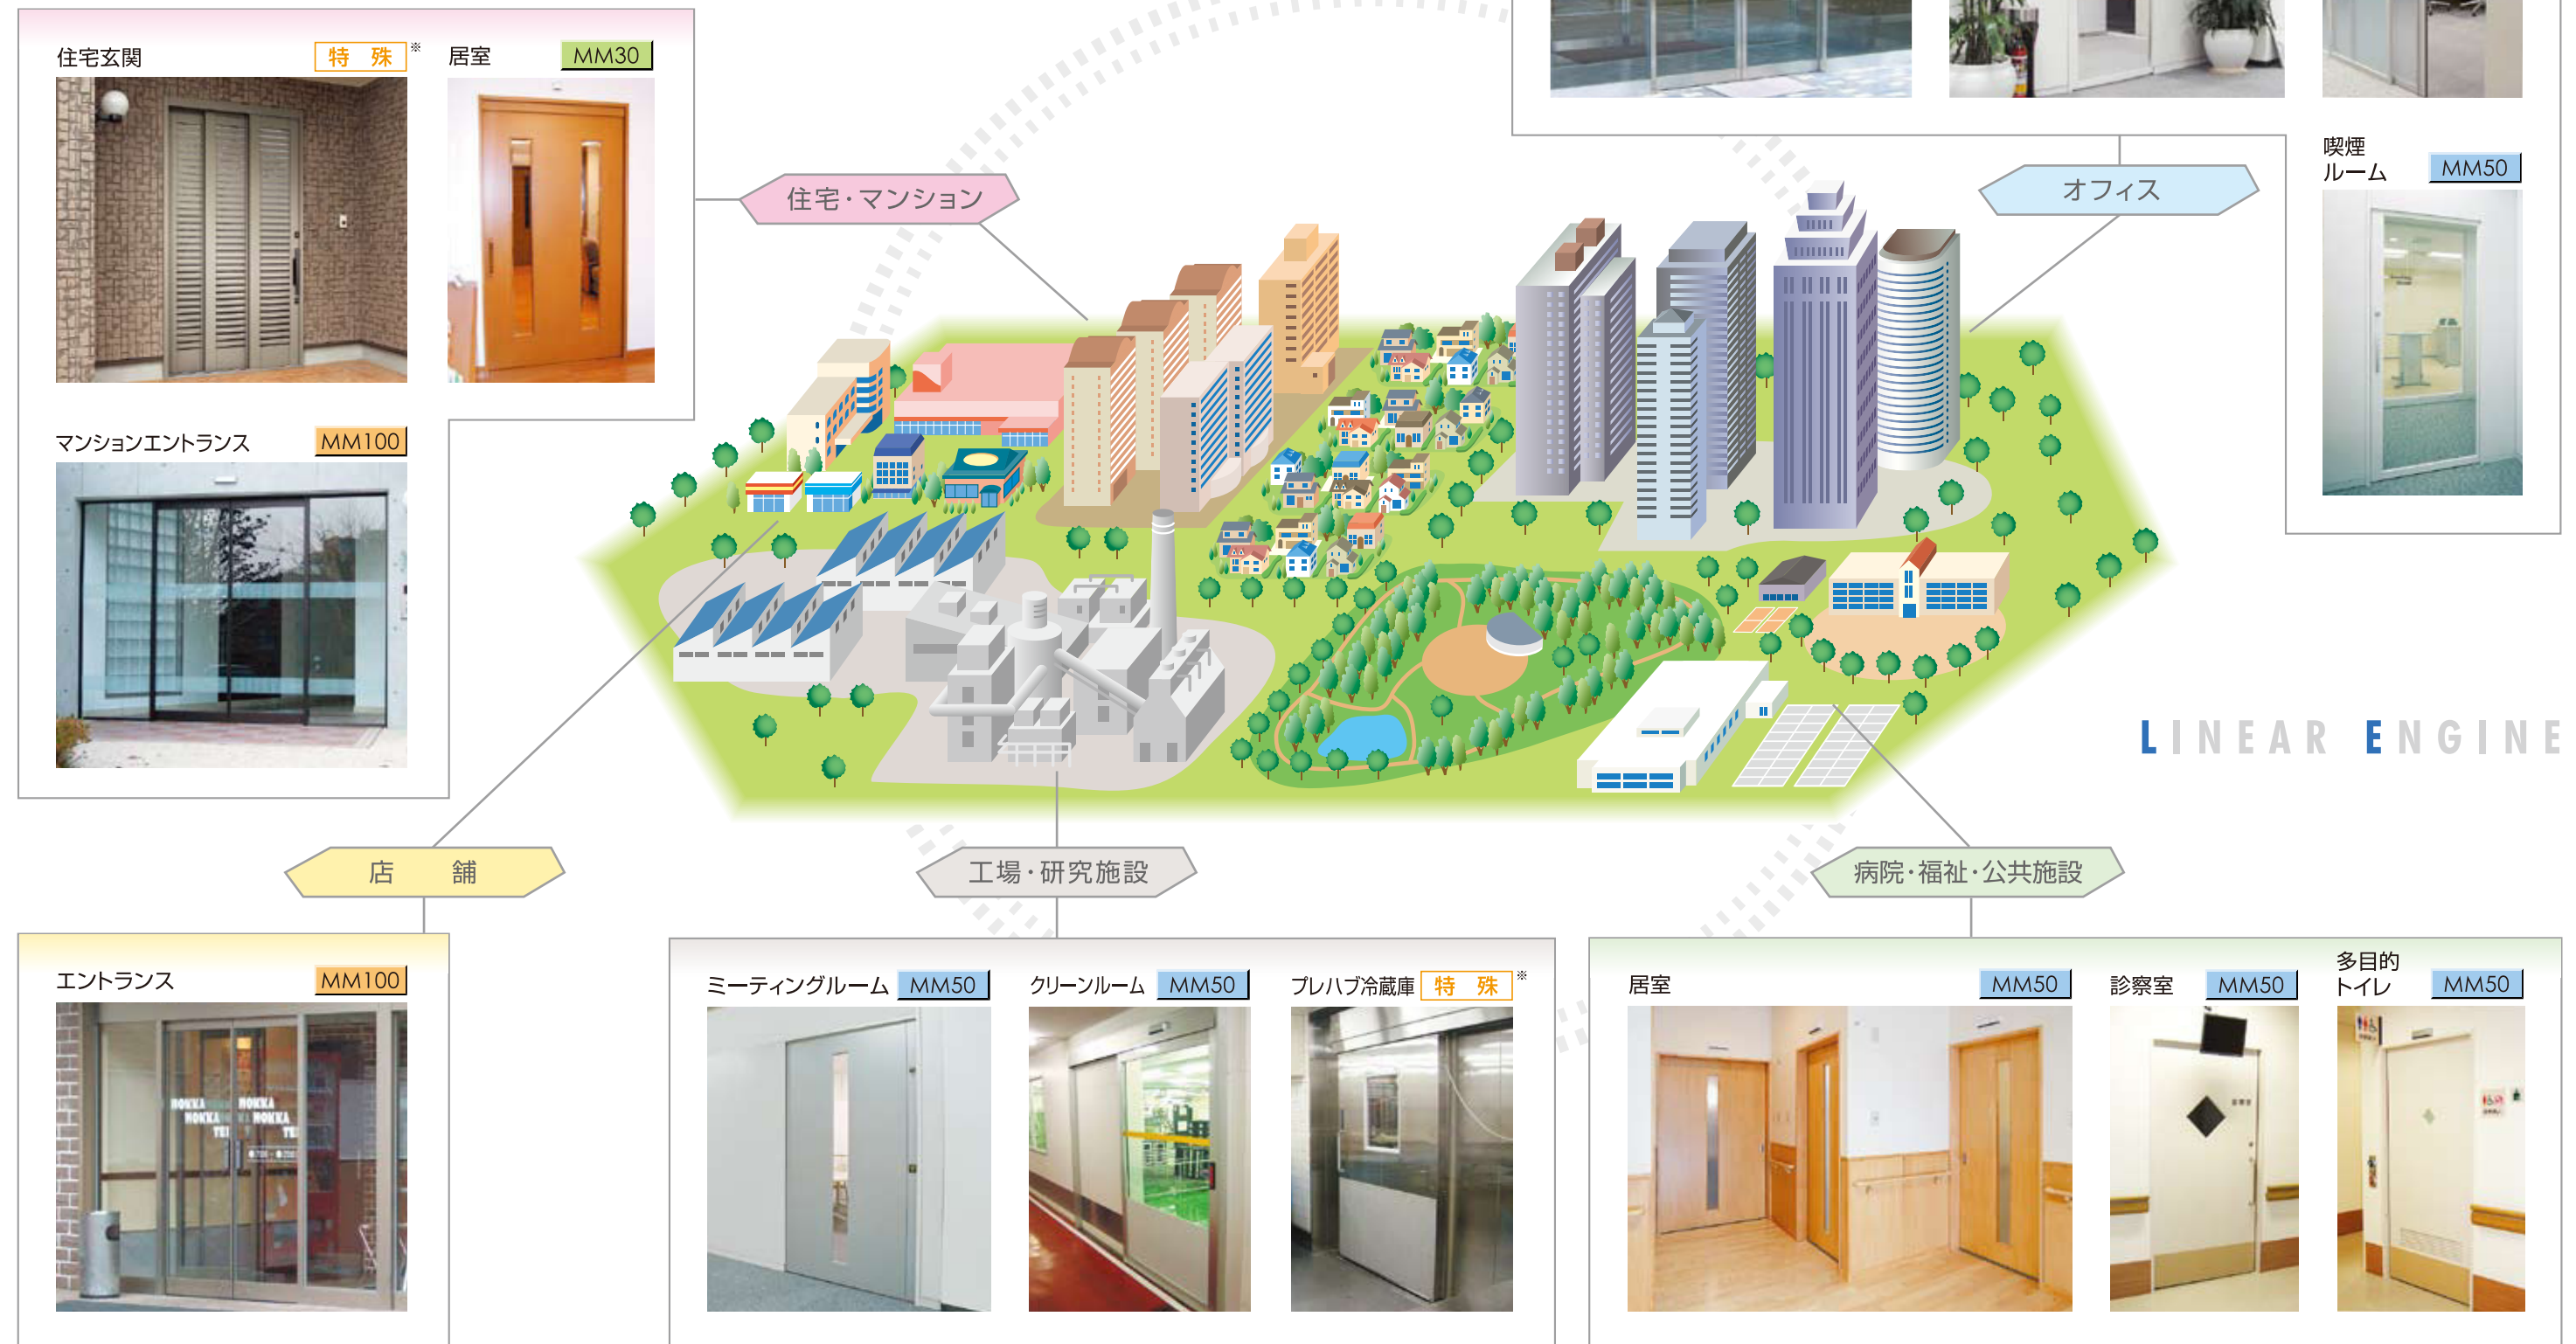 住宅玄関
特 殊※
居室
MM30
マンションエントランス
MM100
住宅・マンション
オフィス
喫煙
ルーム
MM50
LINEAR ENGINE
店 舗
工場・研究施設
病院・福祉・公共施設
エントランス
MM100
HOKKA HOKKA
HOKKA HOKKA
ミーティングルーム
MM50
クリーンルーム
MM50
プレハブ冷蔵庫
特 殊※
居室
MM50
診察室
MM50
多目的
トイレ
MM50